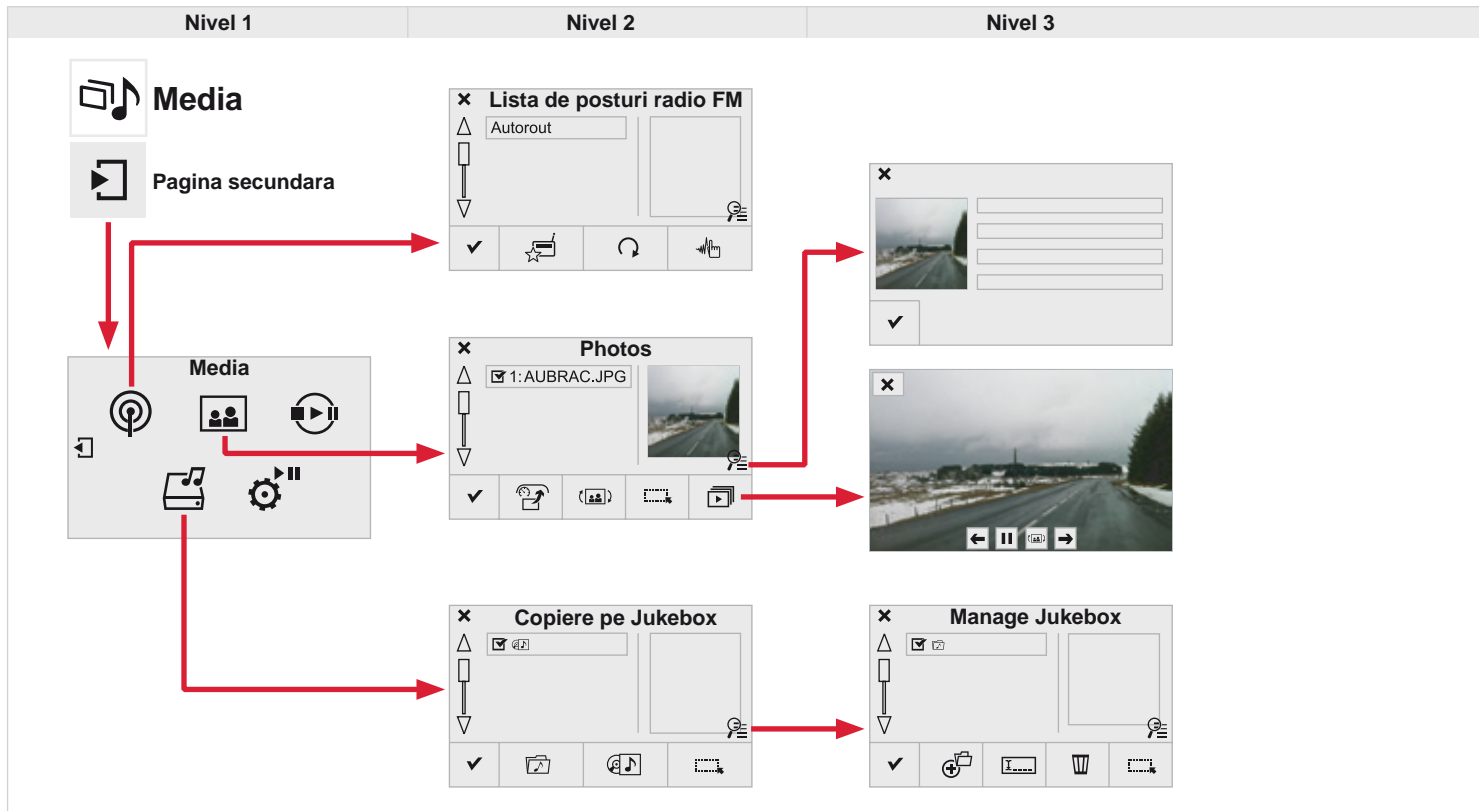 Nivel 1
Nivel 2
Nivel 3
Media
Pagina secundara
Lista de posturi radio FM
Autorout
Media
Photos
1: AUBRAC.JPG
Copiere pe Jukebox
Manage Jukebox